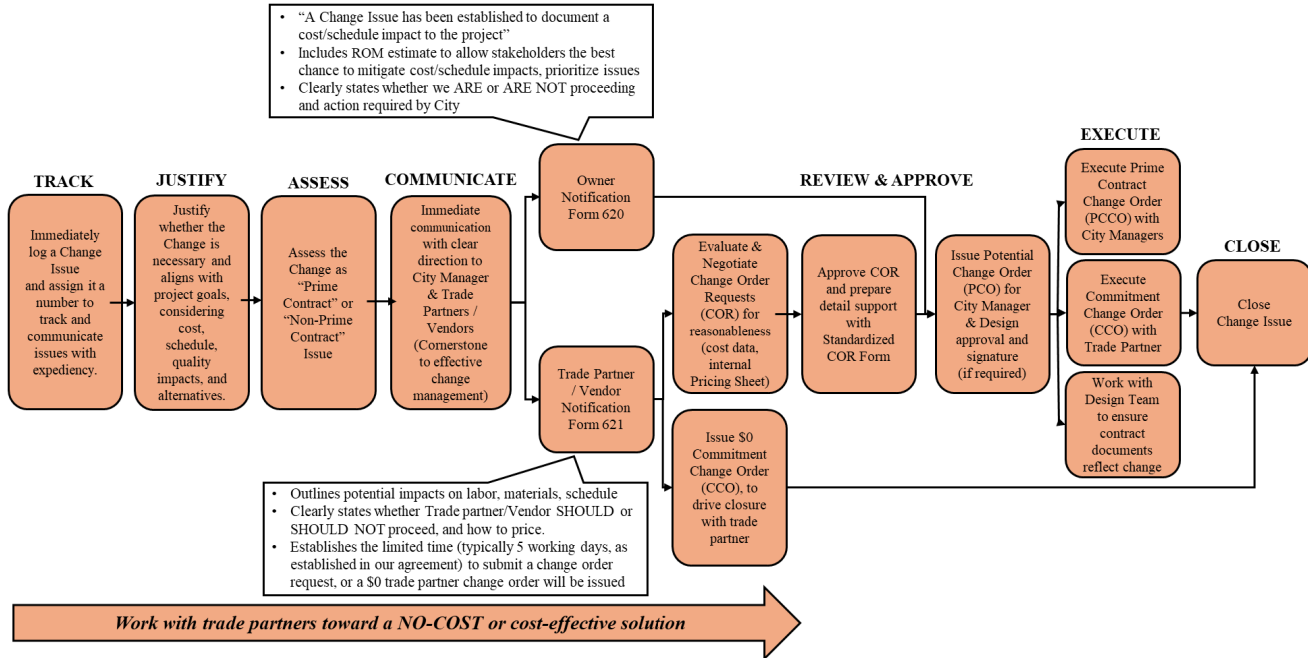 • “A Change Issue has been established to document a
cost/schedule impact to the project”
• Includes ROM estimate to allow stakeholders the best
chance to mitigate cost/schedule impacts, prioritize issues
• Clearly states whether we ARE or ARE NOT proceeding
and action required by City
TRACK
Immediately
log a Change
Issue
and assign it a
number to
track and
communicate
issues with
expediency.
JUSTIFY
Justify
whether the
Change is
necessary and
aligns with
project goals,
considering
cost,
schedule,
quality
impacts, and
alternatives.
ASSESS
Assess the
Change as
“Prime
Contract” or
“Non-Prime
Contract”
Issue
COMMUNICATE
Immediate
communication
with clear
direction to
City Manager
& Trade
Partners /
Vendors
(Cornerstone
to effective
change
management)
Owner
Notification
Form 620
Trade Partner
/ Vendor
Notification
Form 621
• Outlines potential impacts on labor, materials, schedule
• Clearly states whether Trade partner/Vendor SHOULD or
SHOULD NOT proceed, and how to price.
• Establishes the limited time (typically 5 working days, as
established in our agreement) to submit a change order
request, or a $0 trade partner change order will be issued
REVIEW & APPROVE
Evaluate &
Negotiate
Change Order
Requests
(COR) for
reasonableness
(cost data,
internal
Pricing Sheet)
Issue $0
Commitment
Change Order
(CCO), to
drive closure
with trade
partner
Approve COR
and prepare
detail support
with
Standardized
COR Form
Issue Potential
Change Order
(PCO) for
City Manager
& Design
approval and
signature
(if required)
EXECUTE
Execute Prime
Contract
Change Order
(PCCO) with
City Managers
Execute
Commitment
Change Order
(CCO) with
Trade Partner
Work with
Design Team
to ensure
contract
documents
reflect change
CLOSE
Close
Change Issue
Work with trade partners toward a NO-COST or cost-effective solution